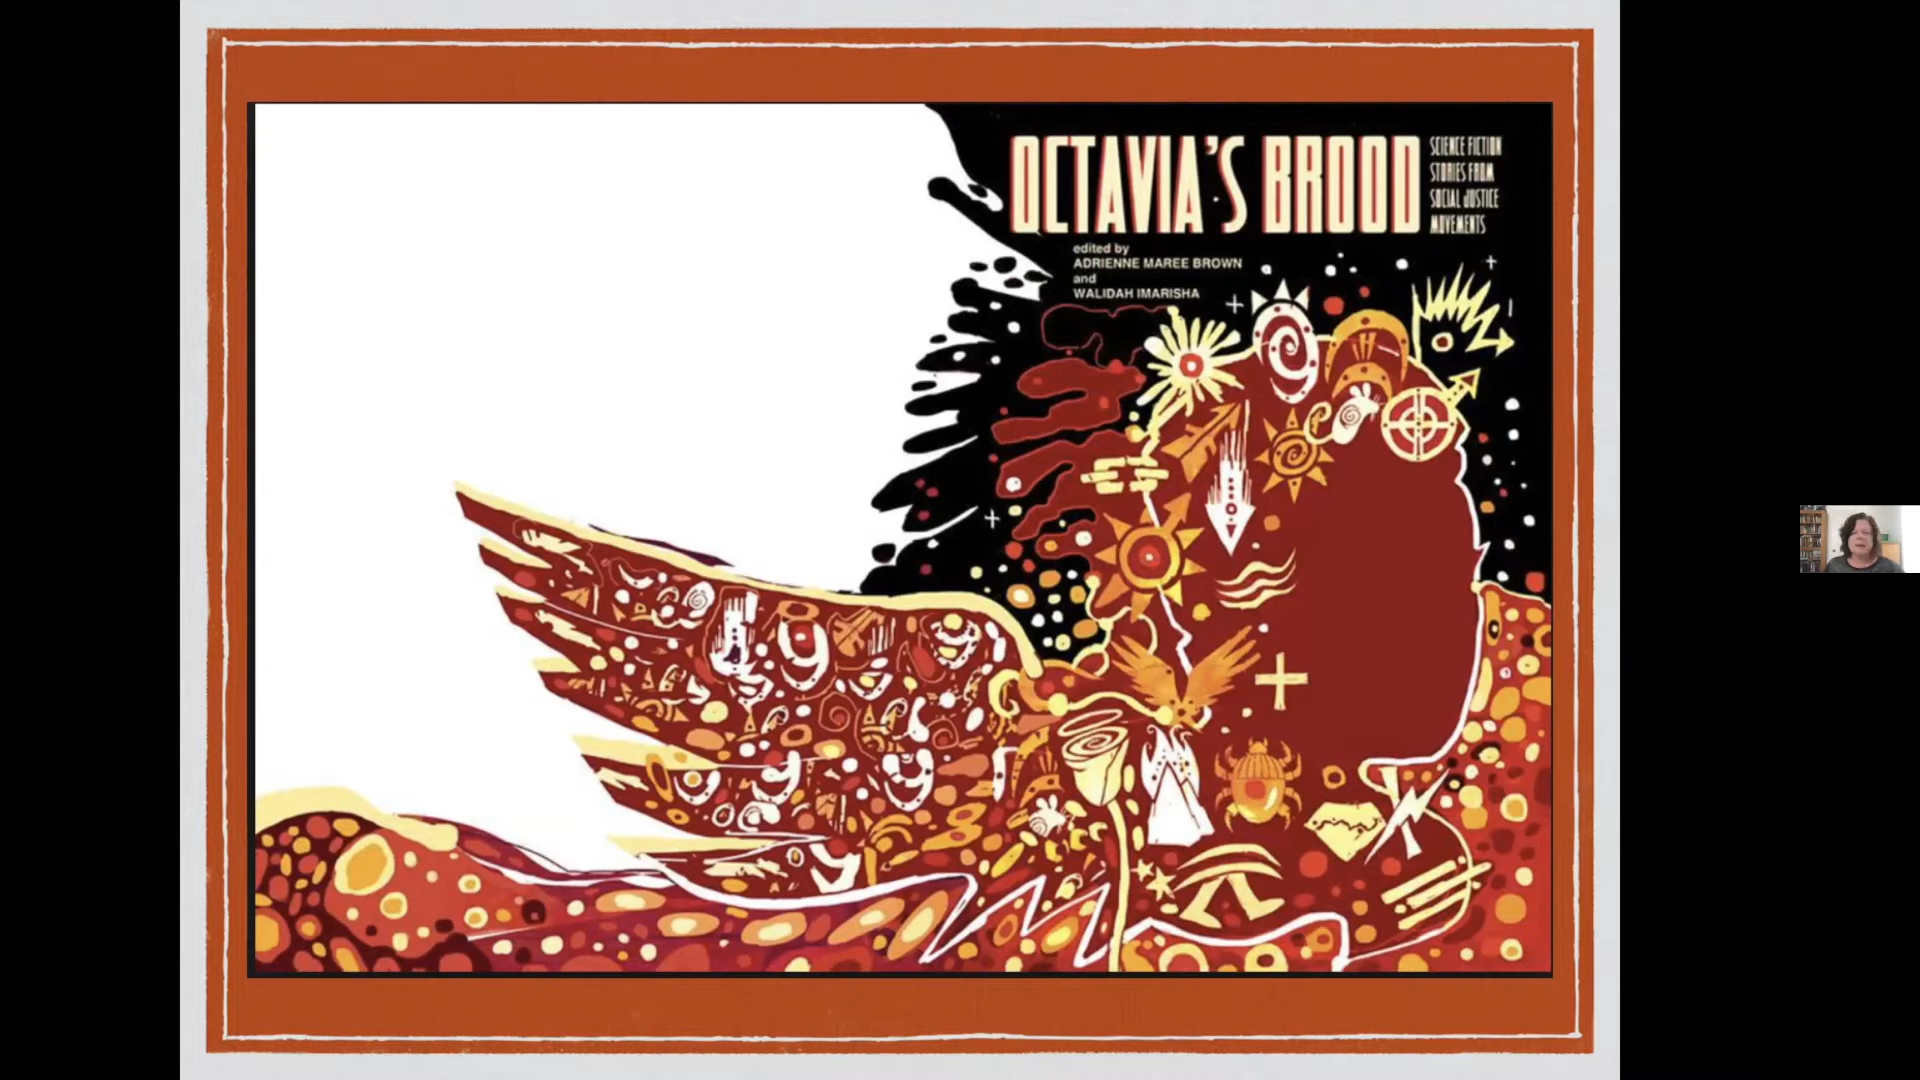 OCTAVIA'S BROOD
SCIENCE FICTION
STORIES FROM
SOCIAL JUSTICE
MOVEMENTS
edited by
ADRIENNE MAREE BROWN
and
WALIDAH IMARISHA